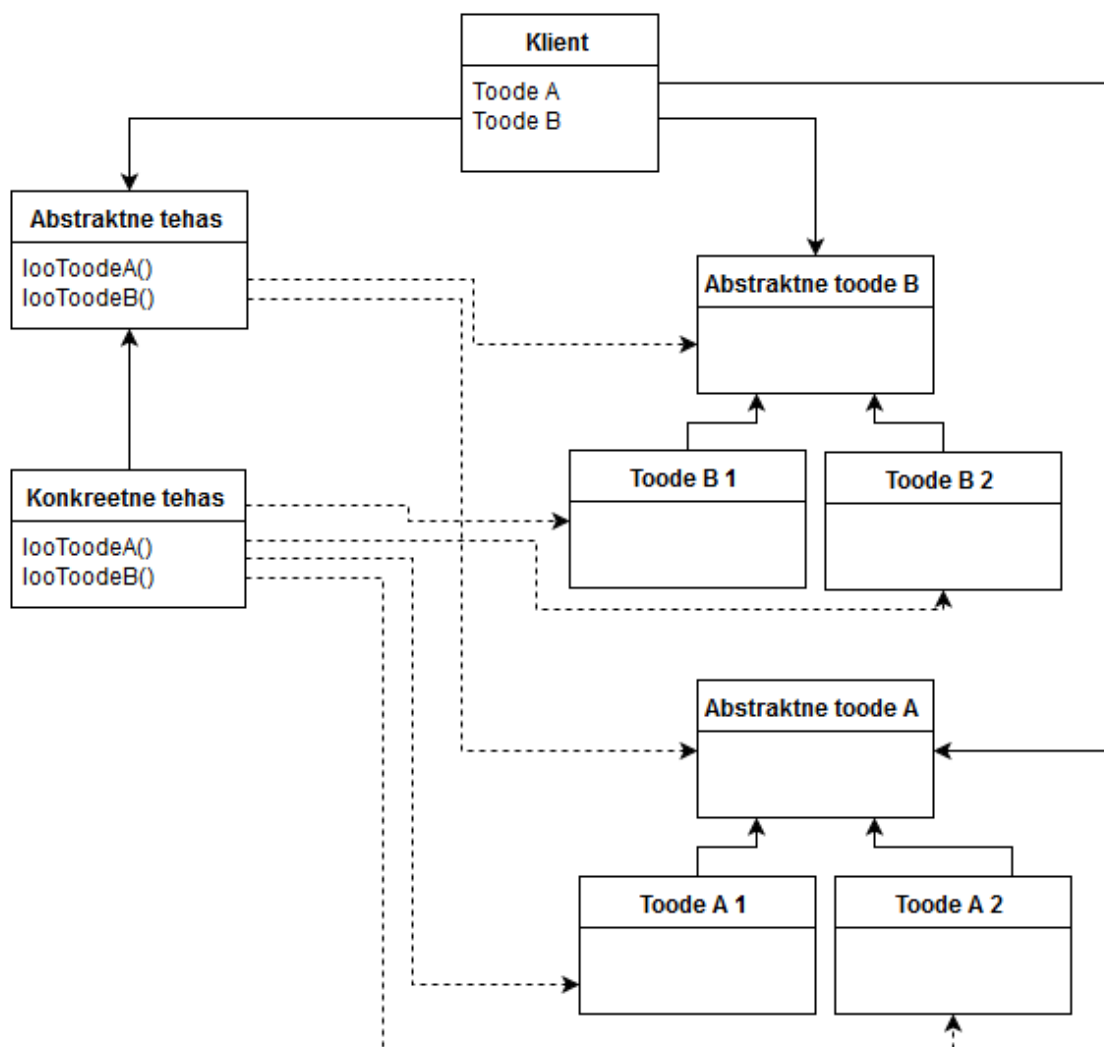 Klient
Toode A
Toode B
Abstraktne tehas
looToodeA()
looToodeB()
Abstraktne toode B
Toode B 1
Toode B 2
Konkreetne tehas
looToodeA()
looToodeB()
Abstraktne toode A
Toode A 1
Toode A 2